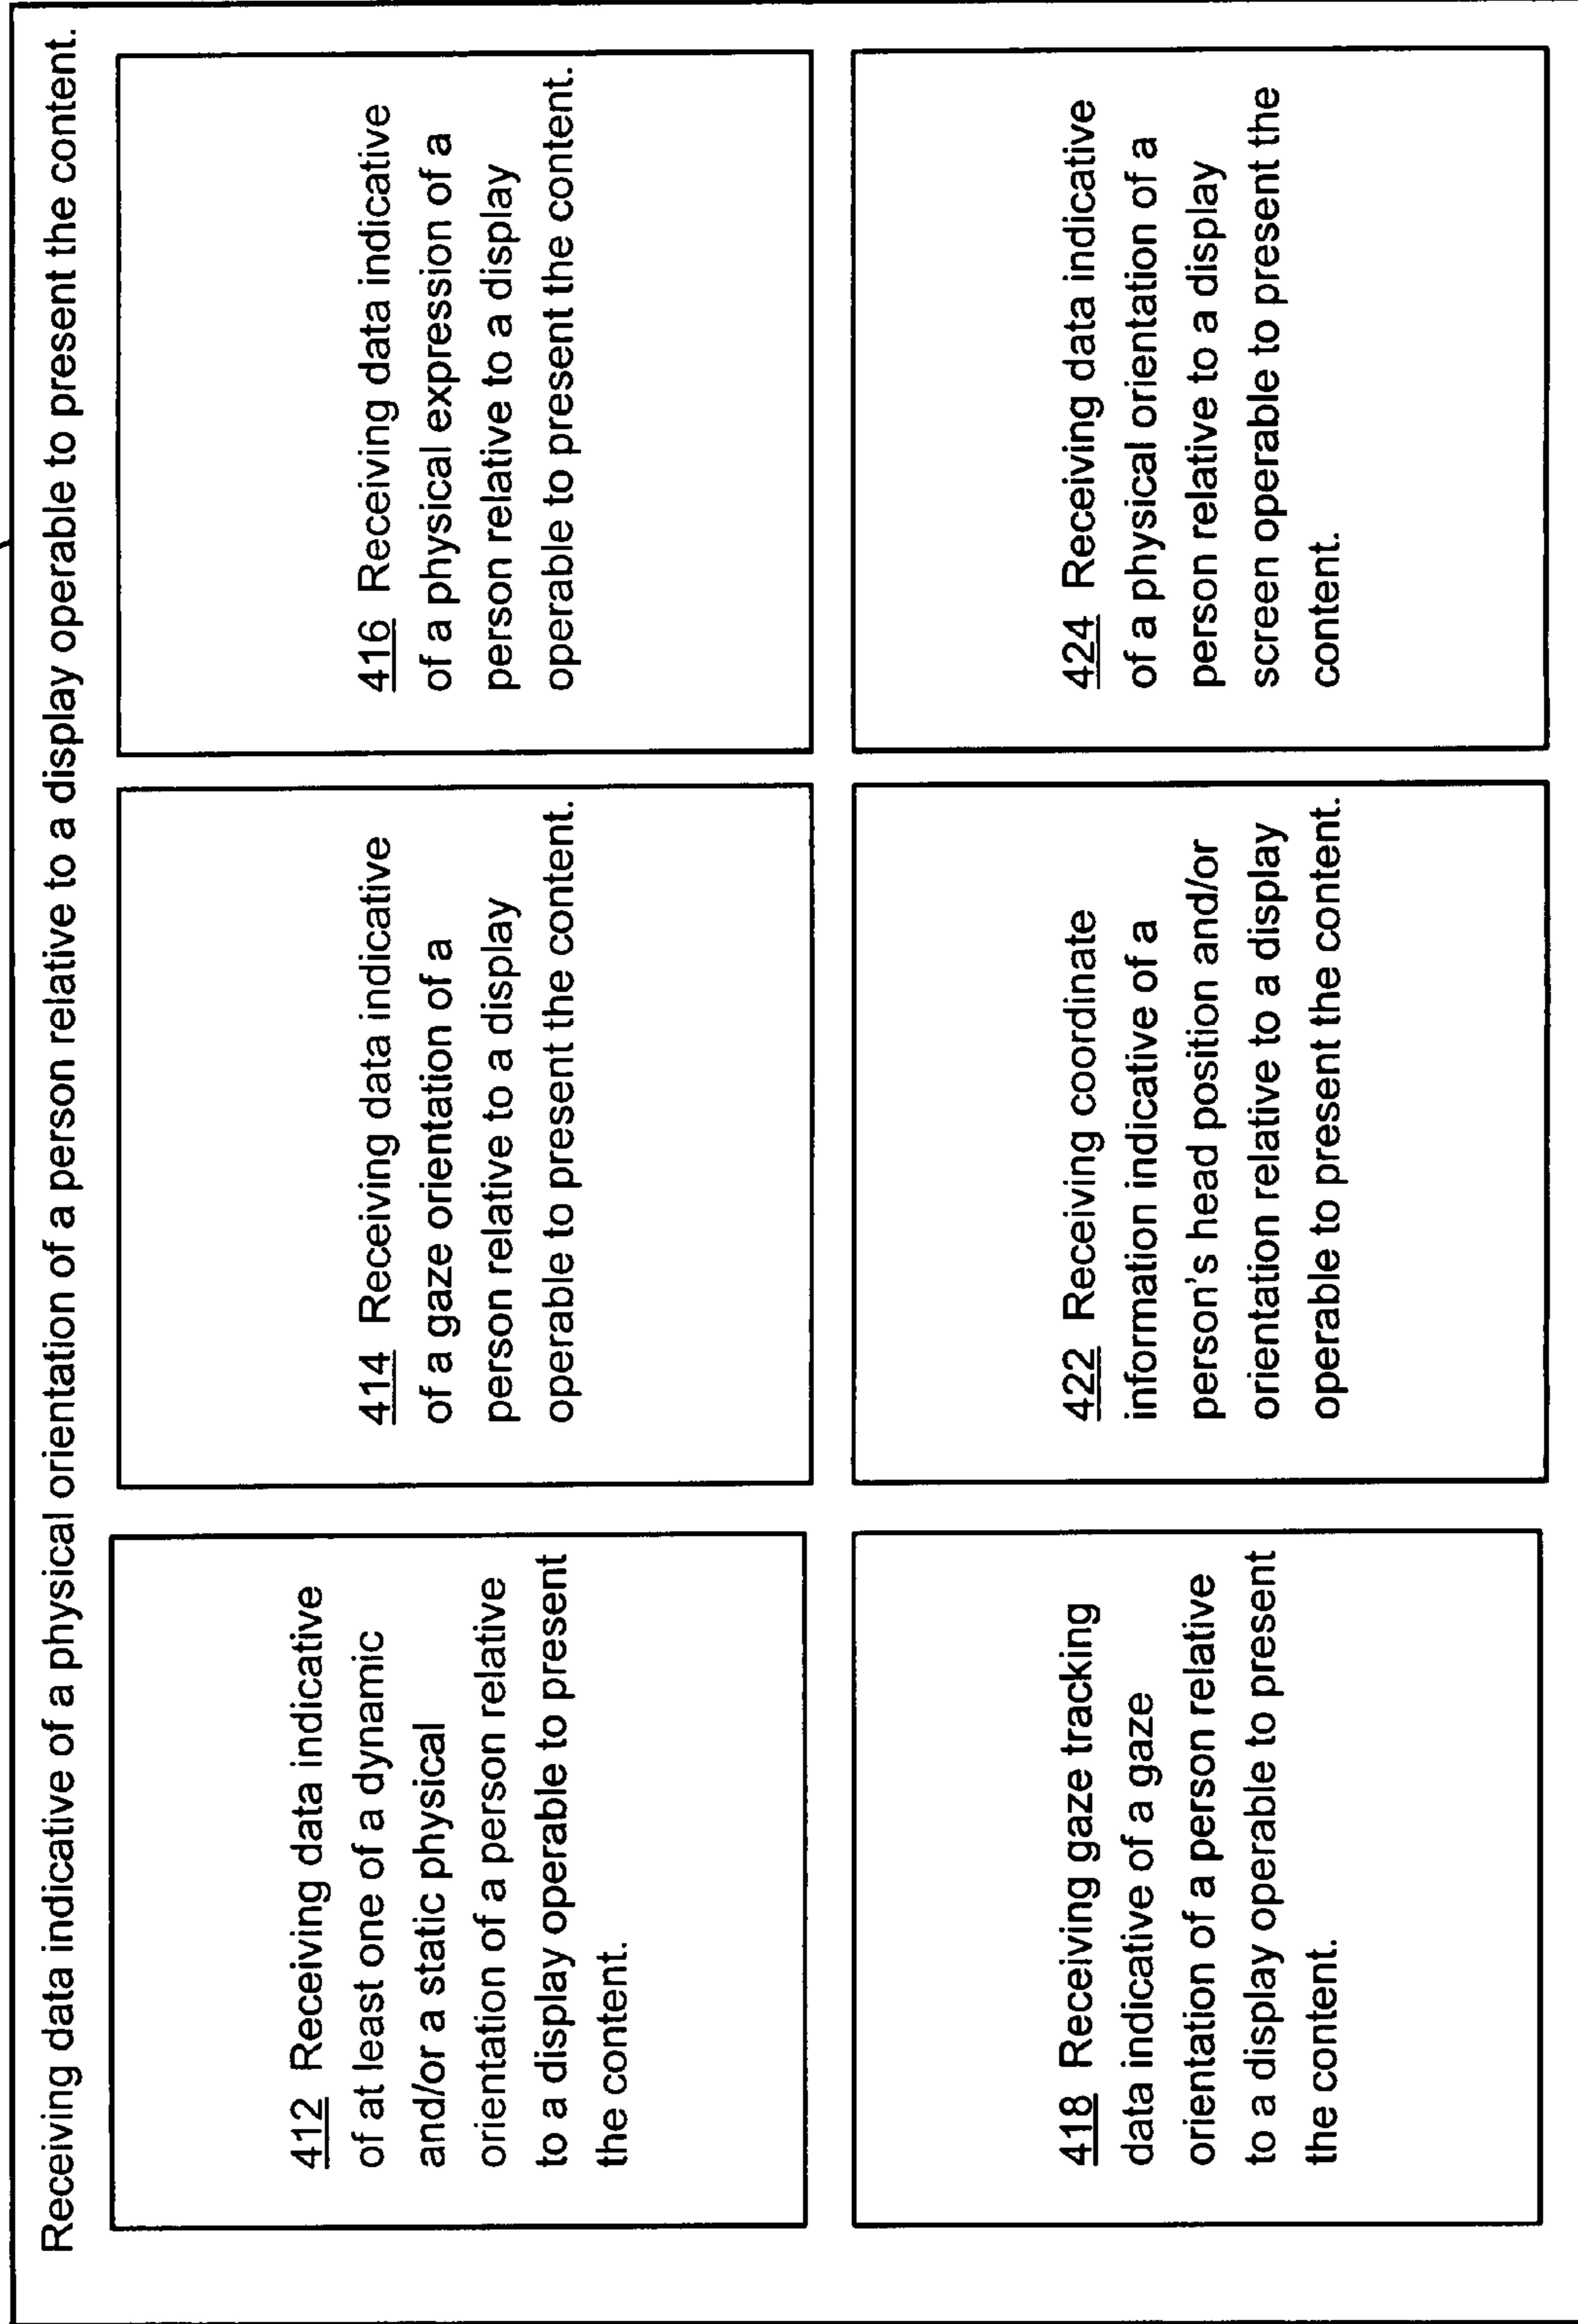 Receiving data indicative of a physical orientation of a person relative to a display operable to present the content.
412 Receiving data indicative
of at least one of a dynamic
and/or a static physical
orientation of a person relative
to a display operable to present
the content.
414 Receiving data indicative
of a gaze orientation of a
person relative to a display
operable to present the content.
416 Receiving data indicative
of a physical expression of a
person relative to a display
operable to present the content.
418 Receiving gaze tracking
data indicative of a gaze
orientation of a person relative
to a display operable to present
the content.
422 Receiving coordinate
information indicative of a
person's head position and/or
orientation relative to a display
operable to present the content.
424 Receiving data indicative
of a physical orientation of a
person relative to a display
screen operable to present the
content.